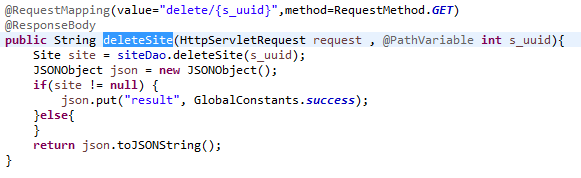 @RequestMapping(value="delete/{s_uuid}",method=RequestMethod.GET)
@ResponseBody
public String deleteSite(HttpServletRequest request , @PathVariable int s_uuid){
    Site site = siteDao.deleteSite(s_uuid);
    JSONObject json = new JSONObject();
    if(site != null) {
        json.put("result", GlobalConstants.success);
    }else{
    }
    return json.toJSONString();
}